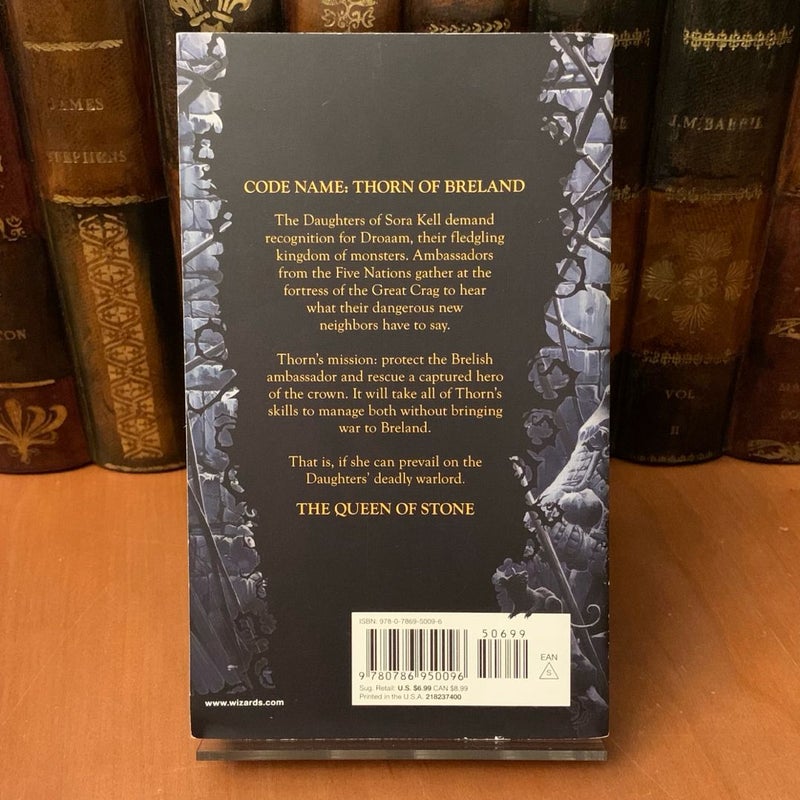 JAMES
STEPHENS
J.M. BARRIE
TON
VOL
II
CODE NAME: THORN OF BRELAND
The Daughters of Sora Kell demand
recognition for Droaam, their fledgling
kingdom of monsters. Ambassadors
from the Five Nations gather at the
fortress of the Great Crag to hear
what their dangerous new
neighbors have to say.
Thorn's mission: protect the Brelish
ambassador and rescue a captured hero
of the crown. It will take all of Thorn's
skills to manage both without bringing
war to Breland.
That is, if she can prevail on the
Daughters' deadly warlord.
THE QUEEN OF STONE
ISBN: 978-0-7869-5009-6
50699
9 780786 950096
EAN
S
Sug. Retail: U.S. $6.99 CAN $8.99
Printed in the U.S.A. 218237400
www.wizards.com